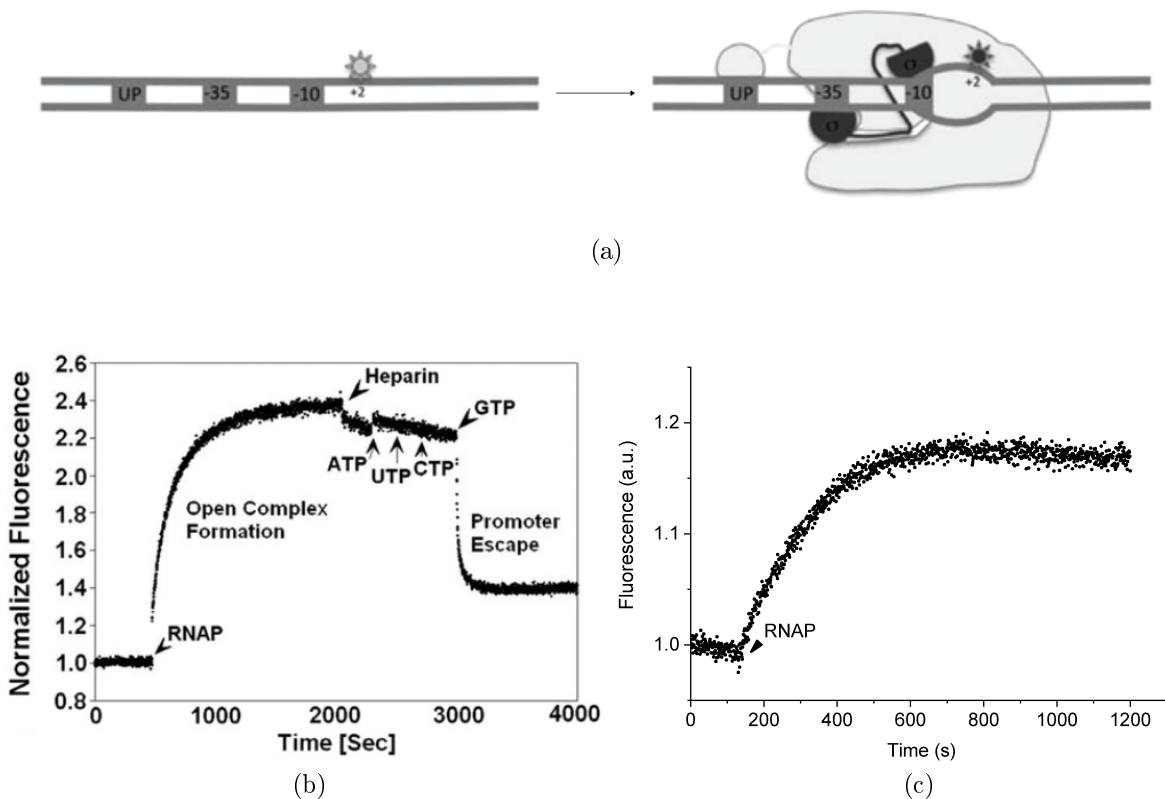 UP -35 -10 +2
UP -35 -10 +2
σ
σ
(a)
Normalized Fluorescence
2.6
2.4
2.2
2.0
1.8
1.6
1.4
1.2
1.0
0.8
Heparin
GTP
ATP
UTP
CTP
Open Complex
Formation
Promoter
Escape
RNAP
0 1000 2000 3000 4000
Time [Sec]
(b)
Fluorescence (a.u.)
1.2
1.1
1.0
RNAP
0 200 400 600 800 1000 1200
Time (s)
(c)